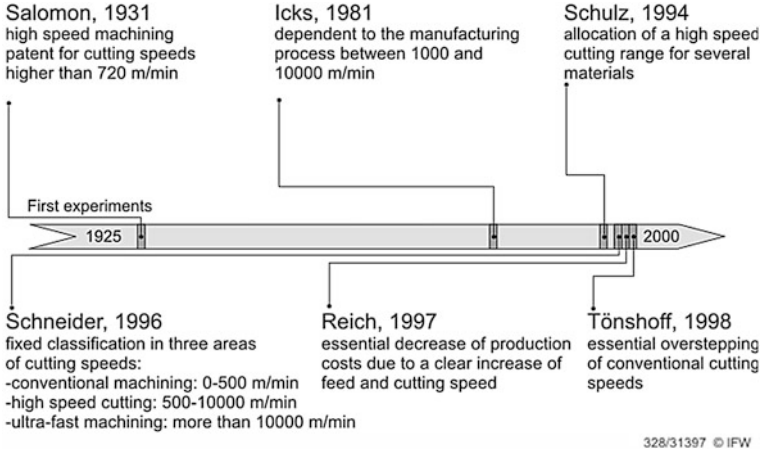 Salomon, 1931
high speed machining
patent for cutting speeds
higher than 720 m/min
Icks, 1981
dependent to the manufacturing
process between 1000 and
10000 m/min
Schulz, 1994
allocation of a high speed
cutting range for several
materials
First experiments
1925
2000
Schneider, 1996
fixed classification in three areas
of cutting speeds:
-conventional machining: 0-500 m/min
-high speed cutting: 500-10000 m/min
-ultra-fast machining: more than 10000 m/min
Reich, 1997
essential decrease of production
costs due to a clear increase of
feed and cutting speed
Tönshoff, 1998
essential overstepping
of conventional cutting
speeds
328/31397 © IFW